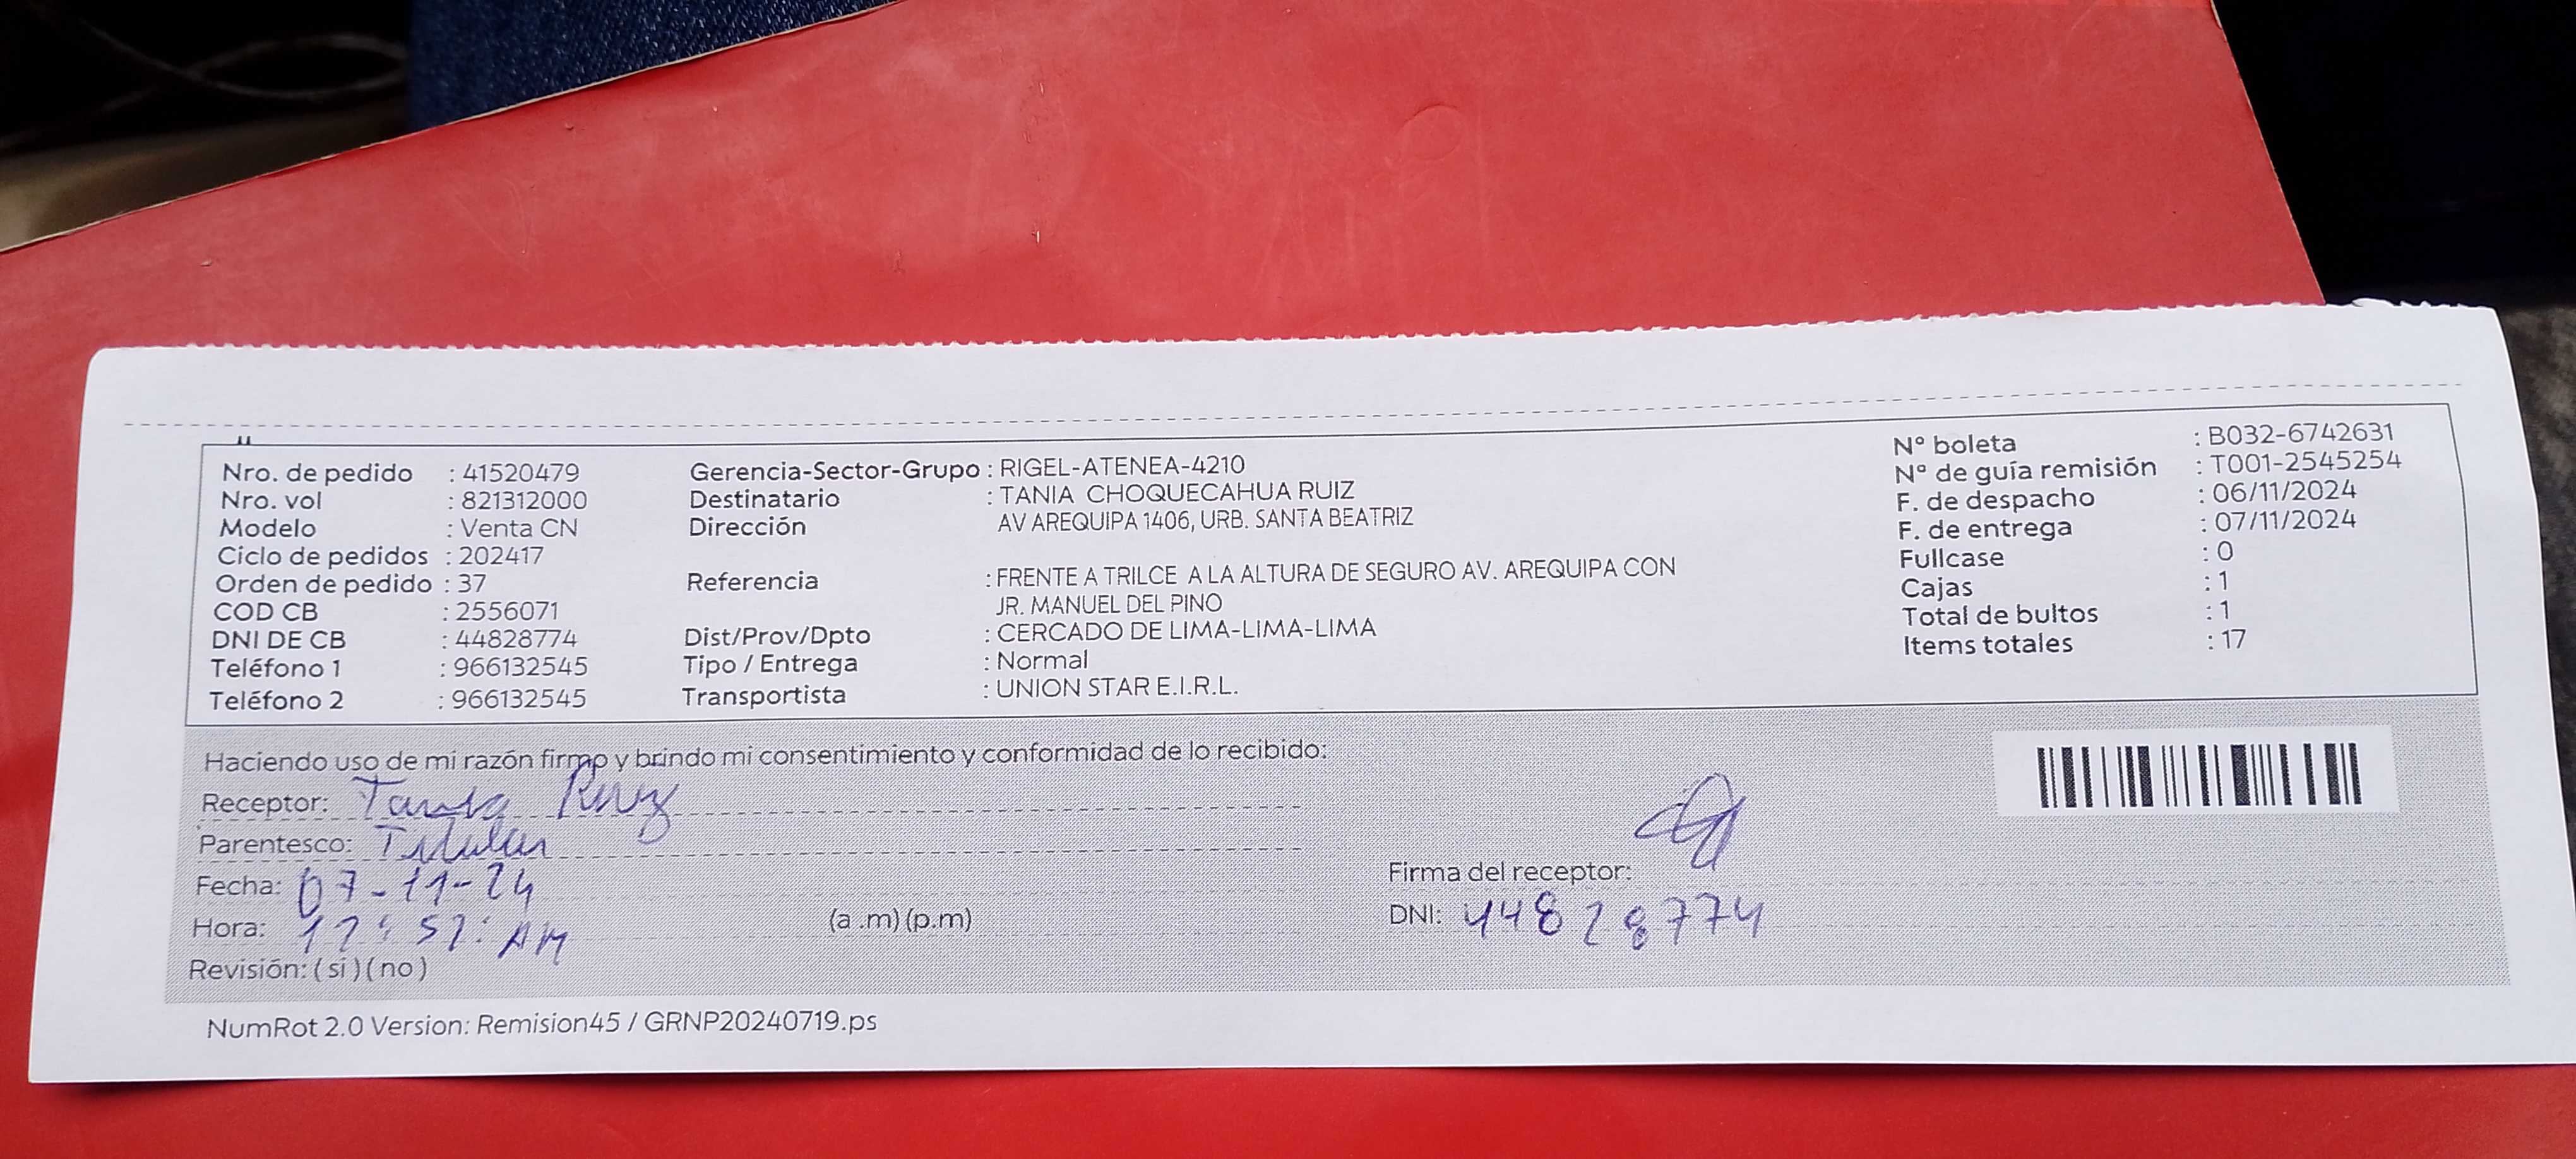 Nro. de pedido : 41520479
Nro. vol : 821312000
Modelo : Venta CN
Ciclo de pedidos : 202417
Orden de pedido : 37
COD CB : 2556071
DNI DE CB : 44828774
Teléfono 1 : 966132545
Teléfono 2 : 966132545
Gerencia-Sector-Grupo : RIGEL-ATENEA-4210
Destinatario : TANIA CHOQUECAHUA RUIZ
Dirección AV AREQUIPA 1406, URB. SANTA BEATRIZ
Referencia : FRENTE A TRILCE A LA ALTURA DE SEGURO AV. AREQUIPA CON
JR. MANUEL DEL PINO
Dist/Prov/Dpto : CERCADO DE LIMA-LIMA-LIMA
Tipo / Entrega : Normal
Transportista : UNION STAR E.I.R.L.
N° boleta : B032-6742631
N° de guía remisión : T001-2545254
F. de despacho : 06/11/2024
F. de entrega : 07/11/2024
Fullcase : 0
Cajas : 1
Total de bultos : 1
Items totales : 17
Haciendo uso de mi razón firmo y brindo mi consentimiento y conformidad de lo recibido:
Receptor: Tania Ruiz
Parentesco: Titular
Fecha: 07-11-24
Hora: AM (a .m) (p.m)
Revisión: ( si ) ( no )
Firma del receptor:
DNI: 44828774
NumRot 2.0 Version: Remision45 / GRNP20240719.ps